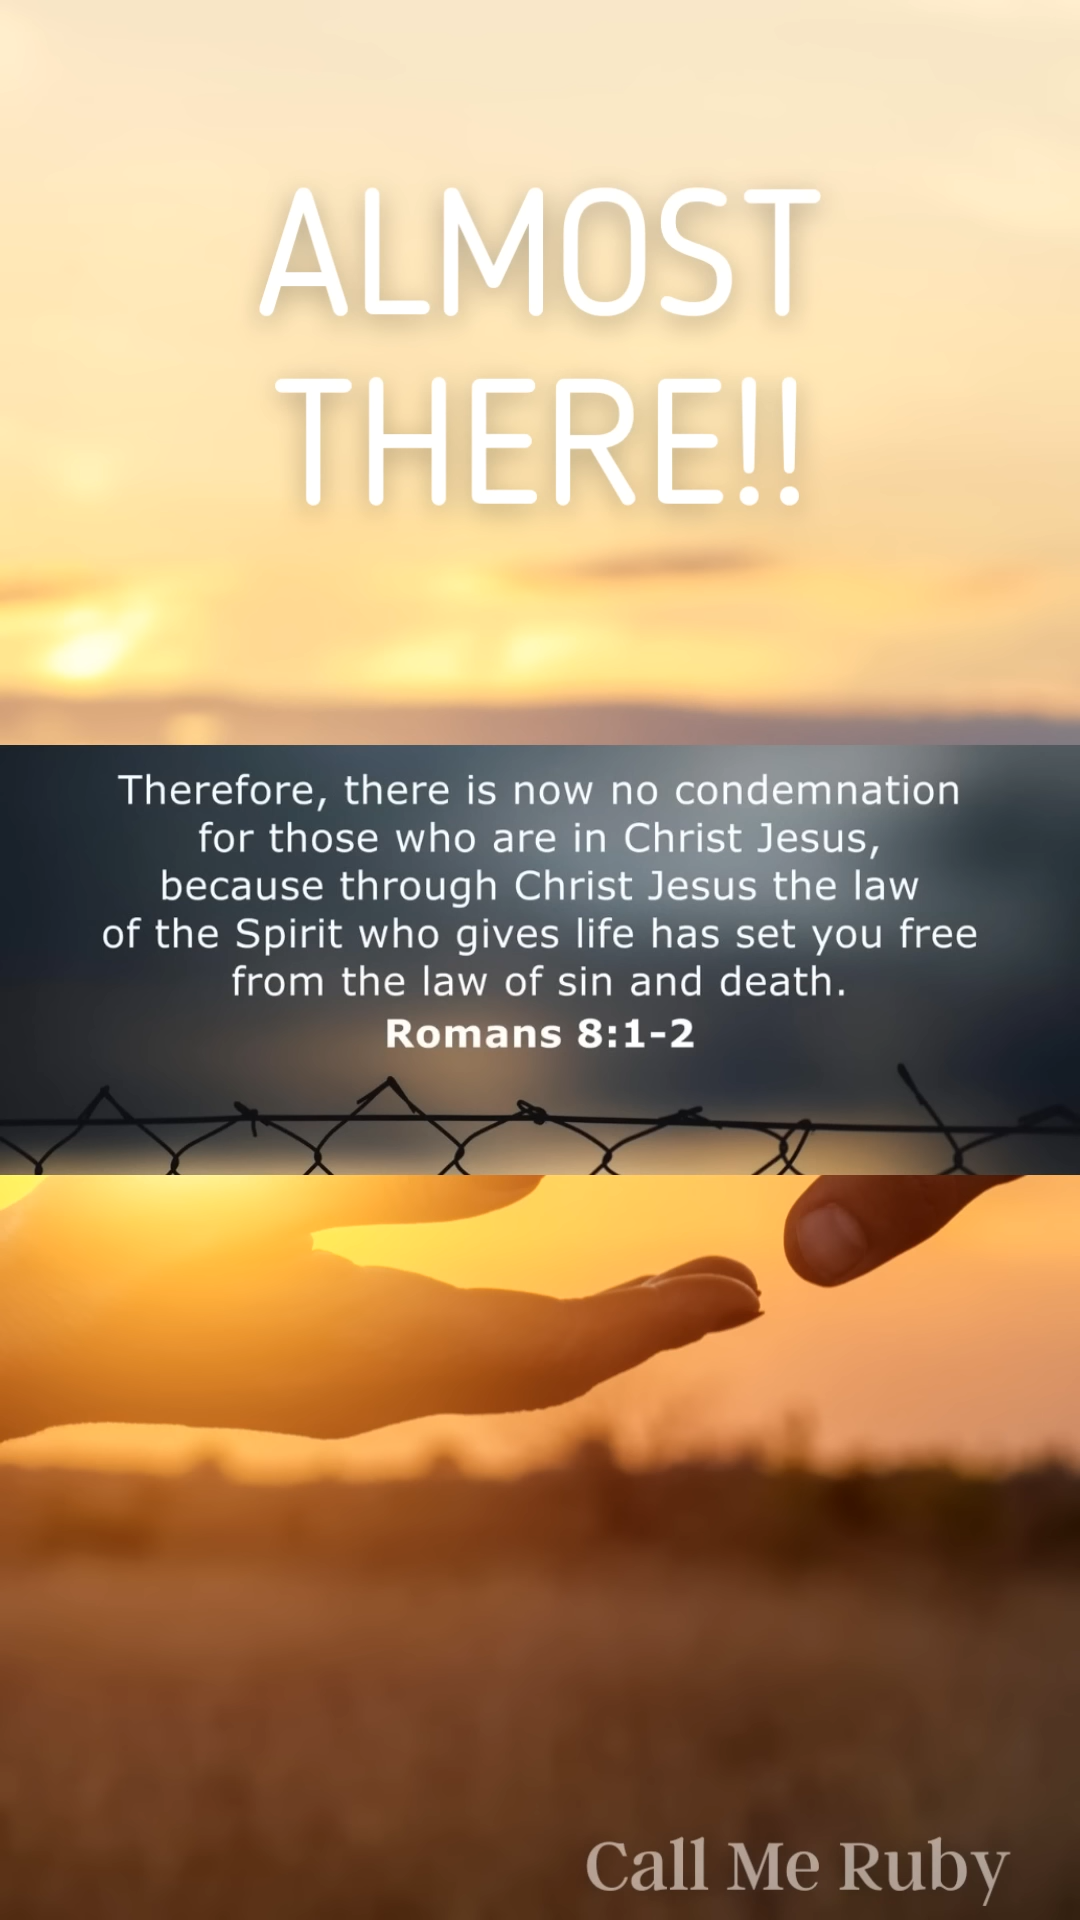 ALMOST
THERE!!
Therefore, there is now no condemnation
for those who are in Christ Jesus,
because through Christ Jesus the law
of the Spirit who gives life has set you free
from the law of sin and death.
Romans 8:1-2
Call Me Ruby